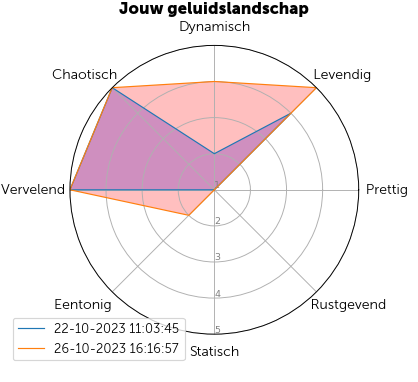 Jouw geluidslandschap
Dynamisch
Chaotisch
Levendig
Vervelend
1
Prettig
2
3
4
Eentonig
Rustgevend
5
22-10-2023 11:03:45
26-10-2023 16:16:57
Statisch